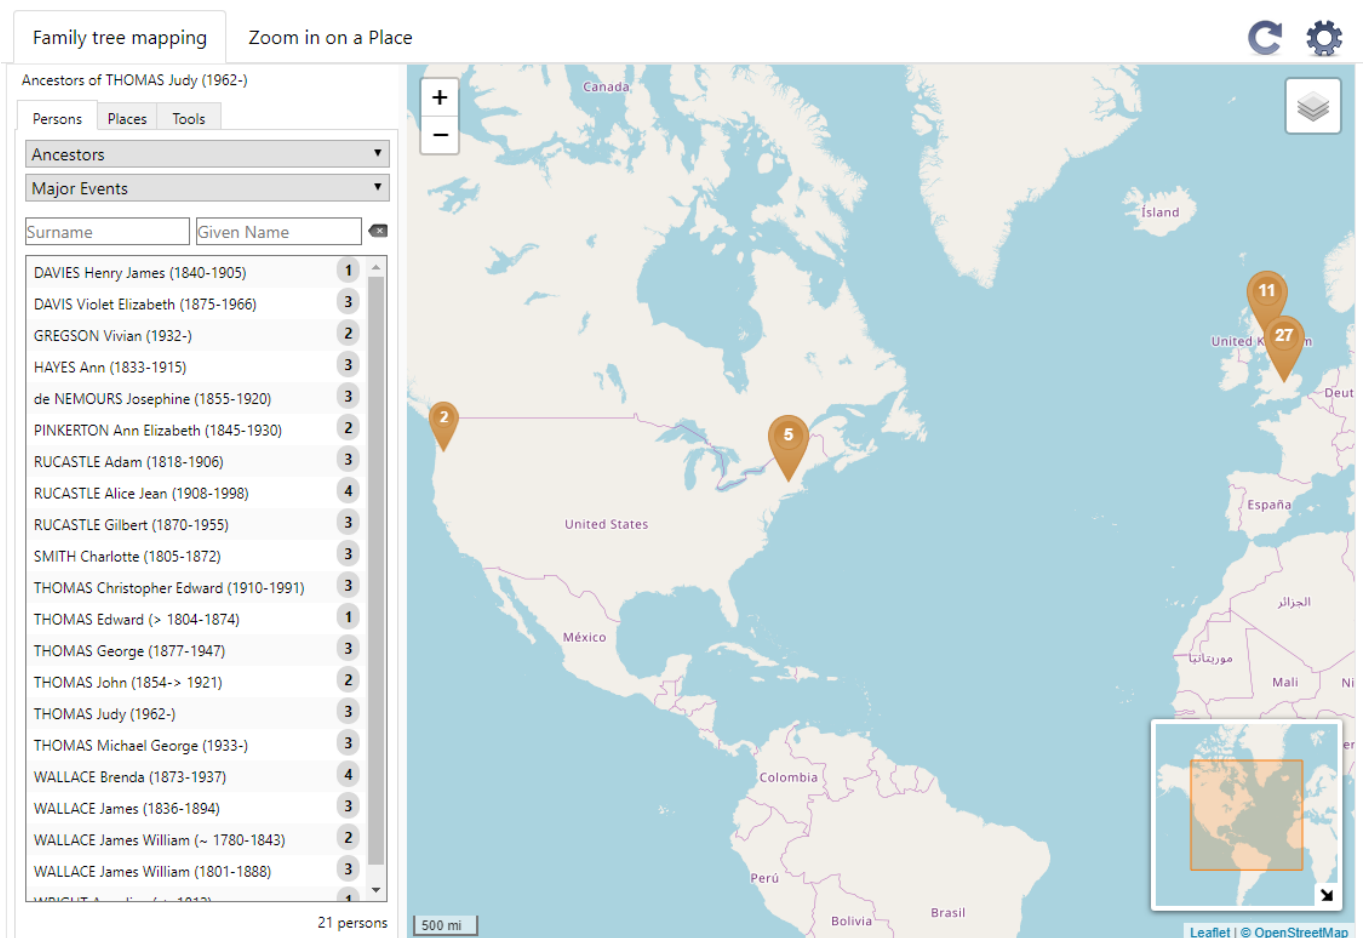 Family tree mapping
Zoom in on a Place
Ancestors of THOMAS Judy (1962-)
Persons
Places
Tools
Ancestors
Major Events
Surname
Given Name
DAVIES Henry James (1840-1905) 1
DAVIS Violet Elizabeth (1875-1966) 3
GREGSON Vivian (1932-) 2
HAYES Ann (1833-1915) 3
de NEMOURS Josephine (1855-1920) 3
PINKERTON Ann Elizabeth (1845-1930) 2
RUCASTLE Adam (1818-1906) 3
RUCASTLE Alice Jean (1908-1998) 4
RUCASTLE Gilbert (1870-1955) 3
SMITH Charlotte (1805-1872) 3
THOMAS Christopher Edward (1910-1991) 3
THOMAS Edward (> 1804-1874) 1
THOMAS George (1877-1947) 3
THOMAS John (1854-> 1921) 2
THOMAS Judy (1962-) 3
THOMAS Michael George (1933-) 3
WALLACE Brenda (1873-1937) 4
WALLACE James (1836-1894) 3
WALLACE James William (~ 1780-1843) 2
WALLACE James William (1801-1888) 3
21 persons
+
−
Canada
Ísland
11
27
United K m
Deut
2
5
España
United States
الجزائر
México
موريتانيا
Mali
Ni
Colombia
er
Perú
Brasil
Bolivia
500 mi
Leaflet | © OpenStreetMap